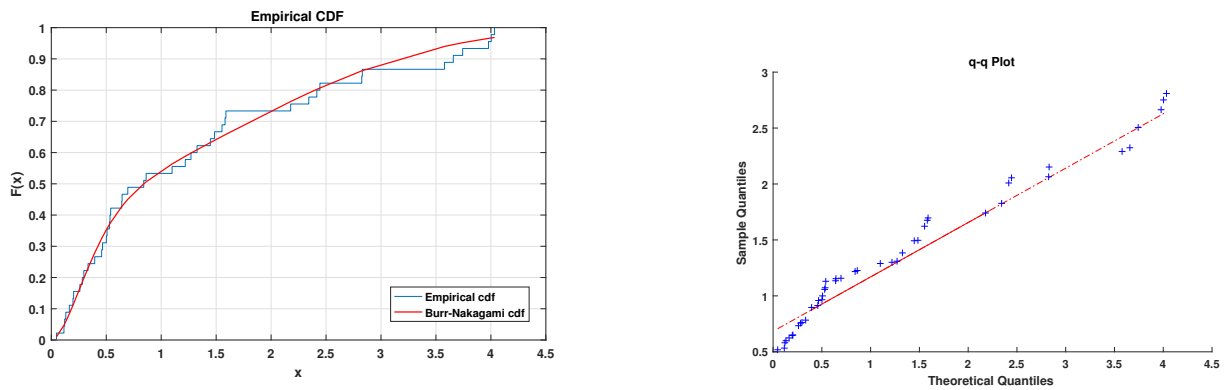 Empirical CDF
1
0.9
0.8
0.7
0.6
0.5
0.4
0.3
0.2
0.1
0
F(x)
0 0.5 1 1.5 2 2.5 3 3.5 4 4.5
x
Empirical cdf
Burr-Nakagami cdf
q-q Plot
3
2.5
2
1.5
1
0.5
Sample Quantiles
0 0.5 1 1.5 2 2.5 3 3.5 4 4.5
Theoretical Quantiles